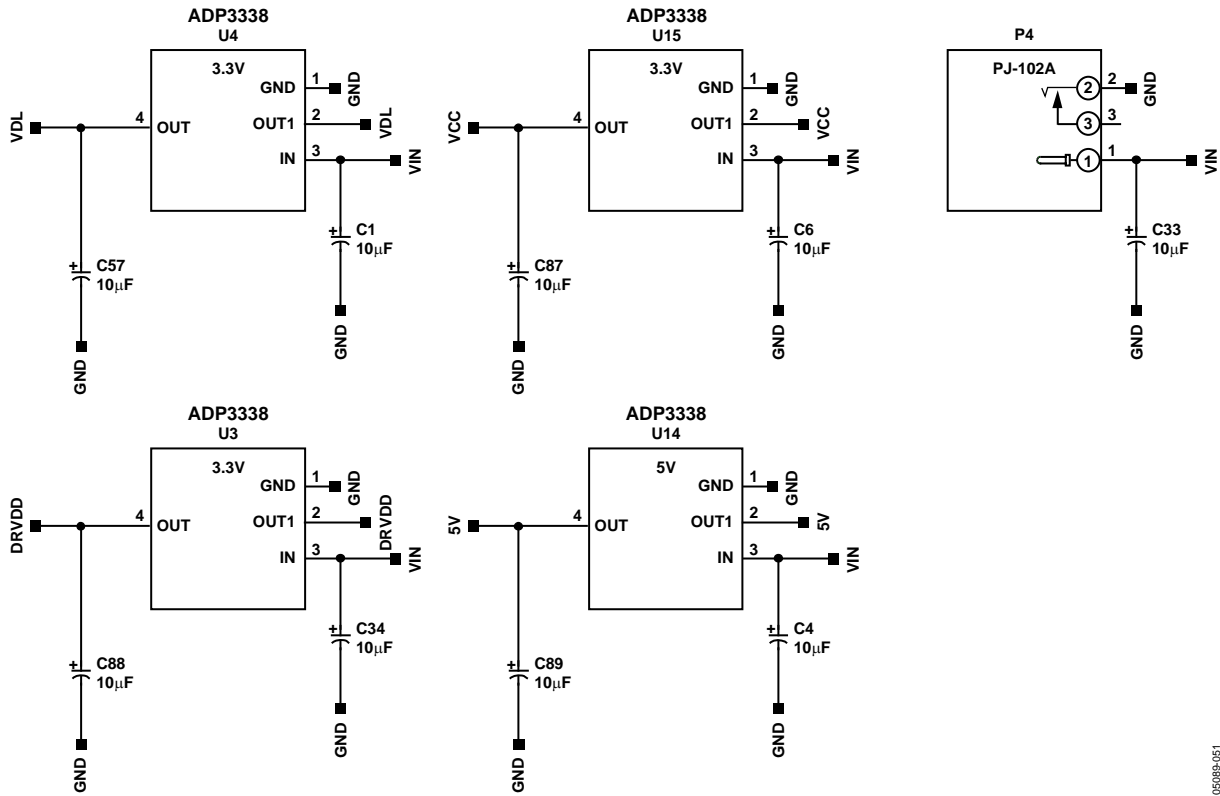 ADP3338
U4
3.3V
GND
1
GND
OUT1
2
VDL
IN
3
VIN
VDL
4
OUT
C1
10μF
GND
C57
10μF
GND
ADP3338
U15
3.3V
GND
1
GND
OUT1
2
VCC
IN
3
VIN
VCC
4
OUT
C6
10μF
GND
C87
10μF
GND
P4
PJ-102A
2
2
GND
3
3
1
1
VIN
C33
10μF
GND
ADP3338
U3
3.3V
GND
1
GND
OUT1
2
DRVDD
IN
3
VIN
DRVDD
4
OUT
C34
10μF
GND
C88
10μF
GND
ADP3338
U14
5V
GND
1
GND
OUT1
2
5V
IN
3
VIN
5V
4
OUT
C4
10μF
GND
C89
10μF
GND
05089-051